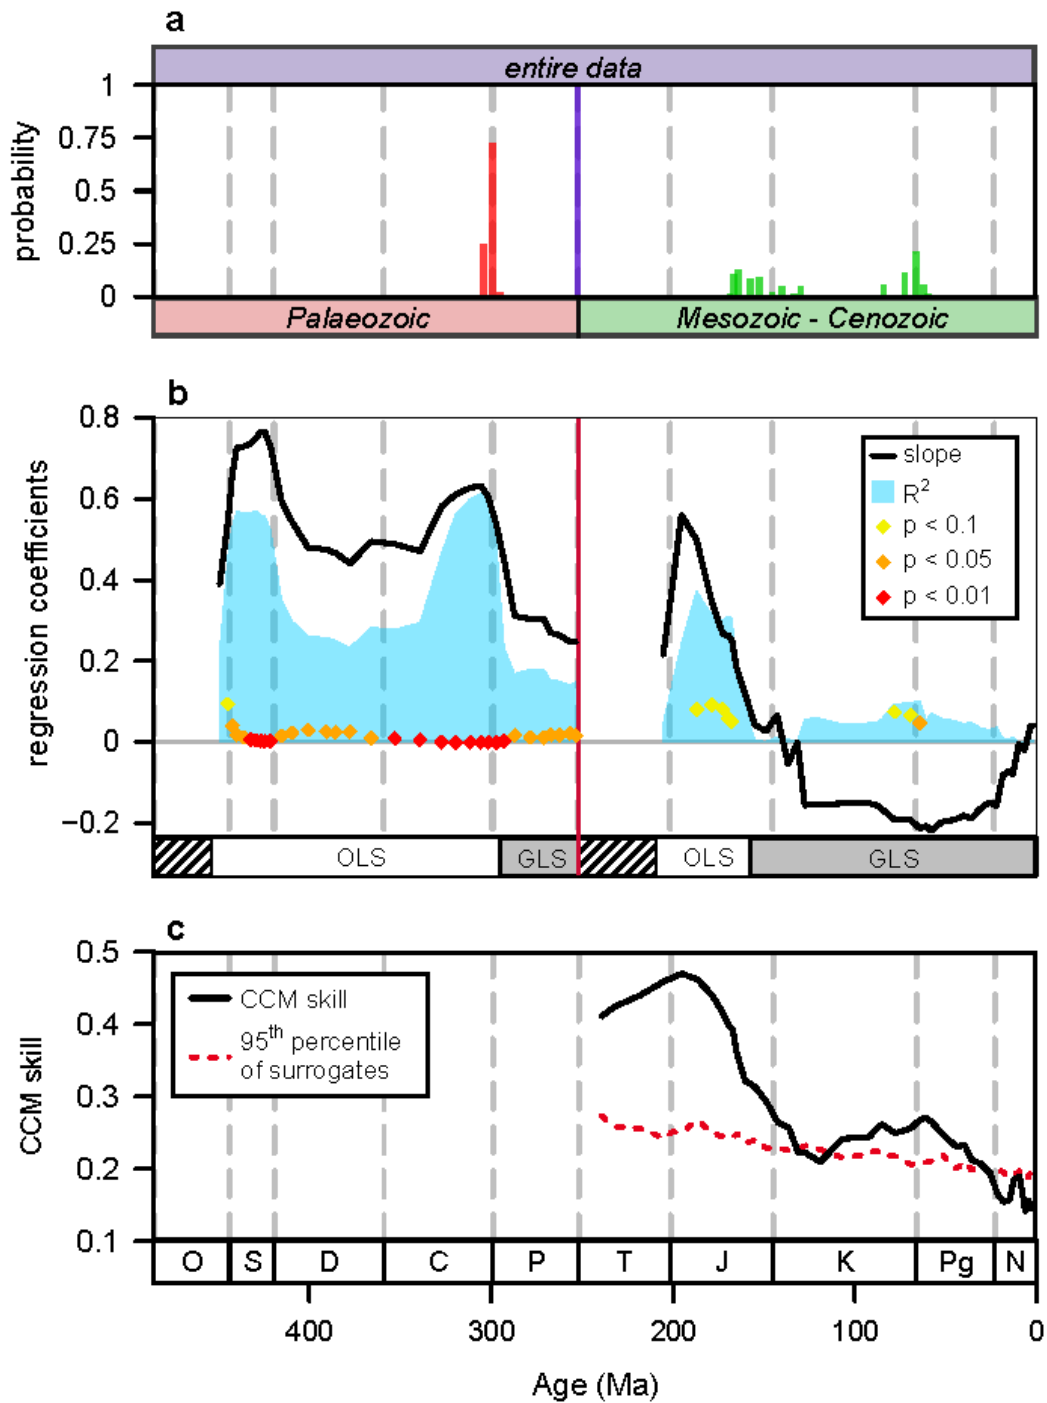 a
entire data
1
0.75
0.5
0.25
0
probability
Palaeozoic
Mesozoic - Cenozoic
b
0.8
0.6
0.4
0.2
0
−0.2
regression coefficients
slope
R²
p < 0.1
p < 0.05
p < 0.01
OLS
GLS
OLS
GLS
c
0.5
0.4
0.3
0.2
0.1
CCM skill
CCM skill
95th percentile
of surrogates
O S D C P T J K Pg N
400 300 200 100 0
Age (Ma)